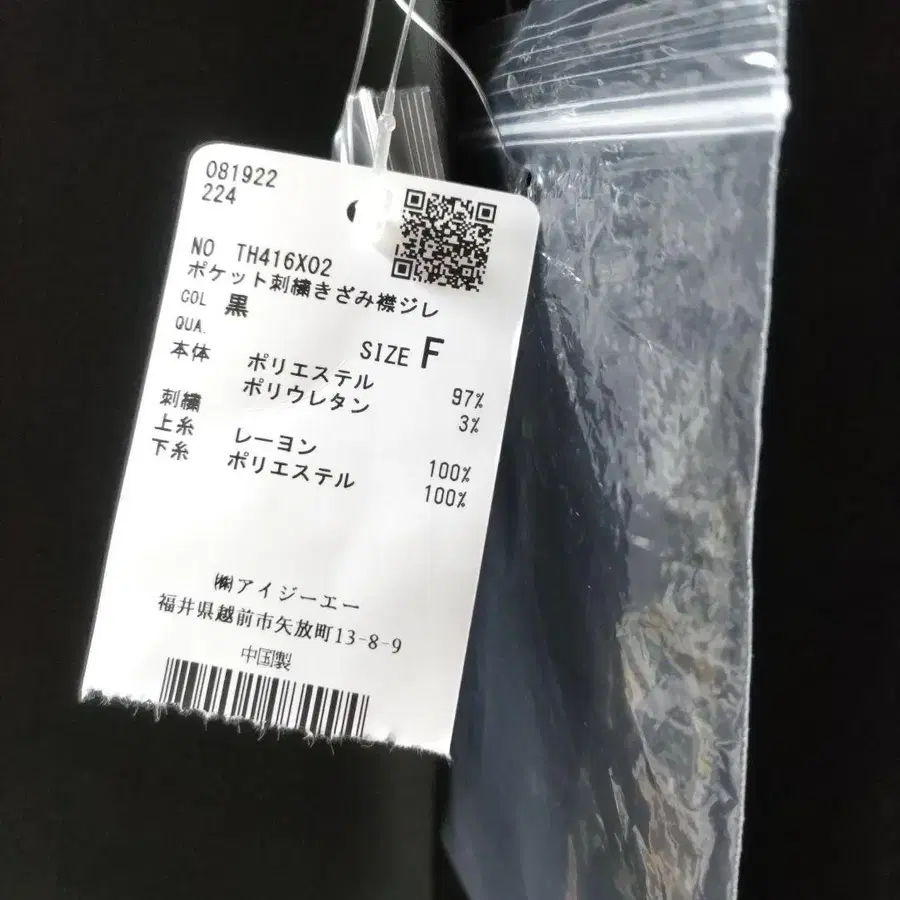 081922
224
NO TH416X02
ポケット刺繍きざみ襟ジレ
COL 黒
QUA. SIZE F
本体 ポリエステル 97%
ポリウレタン 3%
刺繍
上糸 レーヨン 100%
下糸 ポリエステル 100%
㈱アイジーエー
福井県越前市矢放町13-8-9
中国製